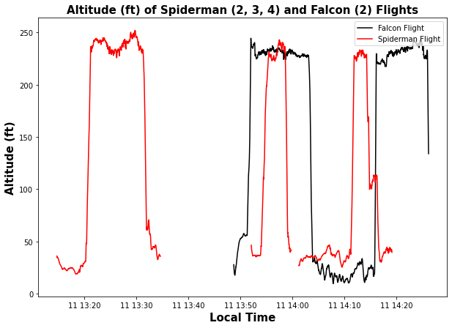 Altitude (ft) of Spiderman (2, 3, 4) and Falcon (2) Flights
Falcon Flight
Spiderman Flight
250
200
150
100
50
0
Altitude (ft)
11 13:20
11 13:30
11 13:40
11 13:50
11 14:00
11 14:10
11 14:20
Local Time